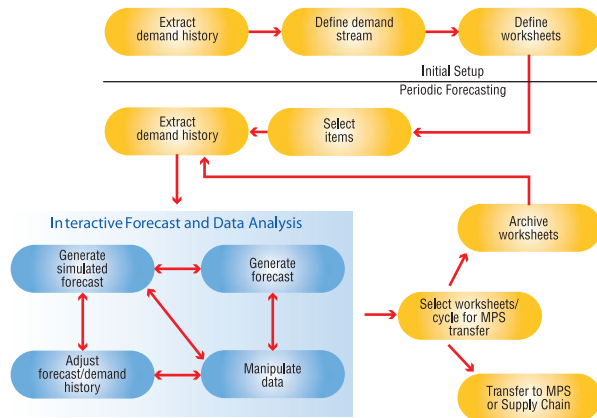 Extract
demand history
Define demand
stream
Define
worksheets
Initial Setup
Periodic Forecasting
Extract
demand history
Select
items
Interactive Forecast and Data Analysis
Generate
simulated forecast
Generate
forecast
Adjust
forecast/demand
history
Manipulate
data
Archive
worksheets
Select worksheets/
cycle for MPS
transfer
Transfer to MPS
or Supply Chain